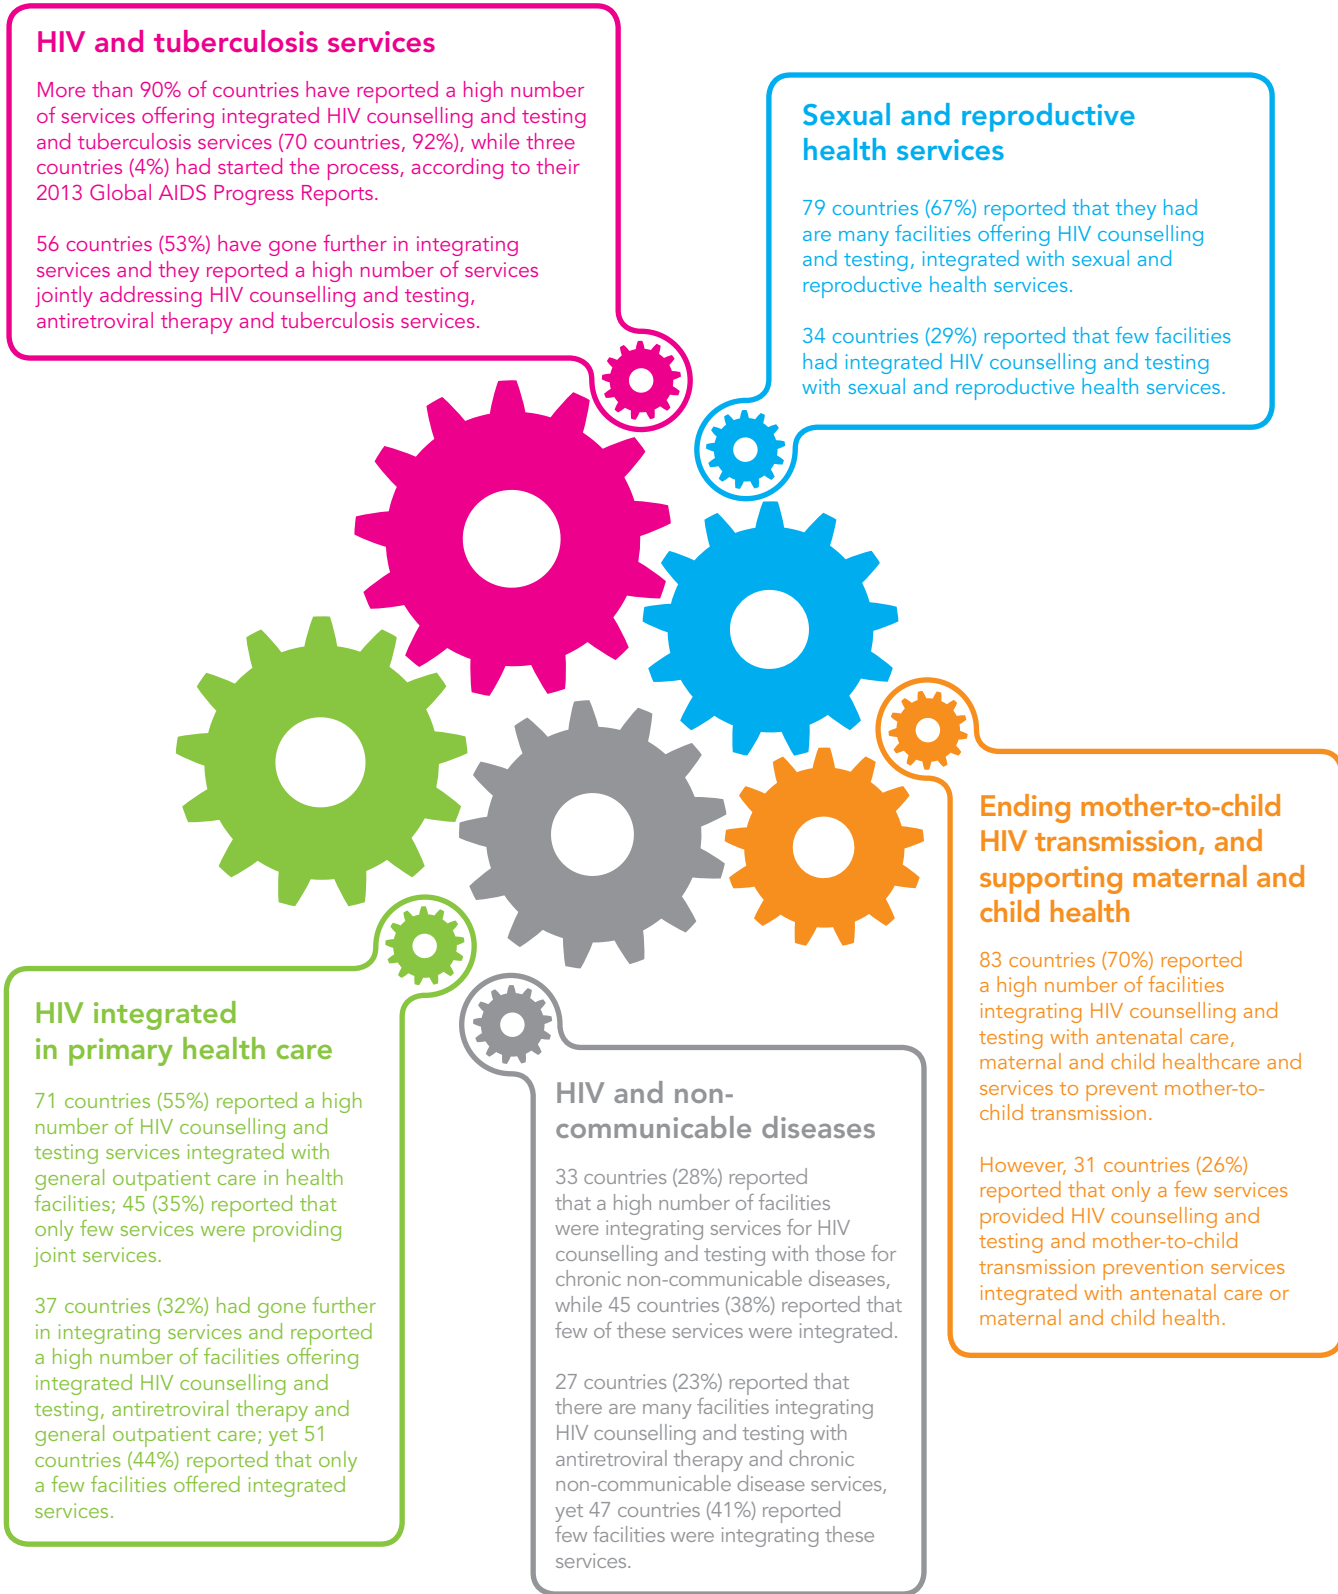 HIV and tuberculosis services
More than 90% of countries have reported a high number
of services offering integrated HIV counselling and testing
and tuberculosis services (70 countries, 92%), while three
countries (4%) had started the process, according to their
2013 Global AIDS Progress Reports.
56 countries (53%) have gone further in integrating
services and they reported a high number of services
jointly addressing HIV counselling and testing,
antiretroviral therapy and tuberculosis services.
Sexual and reproductive
health services
79 countries (67%) reported that they had
are many facilities offering HIV counselling
and testing, integrated with sexual and
reproductive health services.
34 countries (29%) reported that few facilities
had integrated HIV counselling and testing
with sexual and reproductive health services.
Ending mother-to-child
HIV transmission, and
supporting maternal and
child health
83 countries (70%) reported
a high number of facilities
integrating HIV counselling and
testing with antenatal care,
maternal and child healthcare and
services to prevent mother-to-
child transmission.
However, 31 countries (26%)
reported that only a few services
provided HIV counselling and
testing and mother-to-child
transmission prevention services
integrated with antenatal care or
maternal and child health.
HIV integrated
in primary health care
71 countries (55%) reported a high
number of HIV counselling and
testing services integrated with
general outpatient care in health
facilities; 45 (35%) reported that
only few services were providing
joint services.
37 countries (32%) had gone further
in integrating services and reported
a high number of facilities offering
integrated HIV counselling and
testing, antiretroviral therapy and
general outpatient care; yet 51
countries (44%) reported that only
a few facilities offered integrated
services.
HIV and non-
communicable diseases
33 countries (28%) reported
that a high number of facilities
were integrating services for HIV
counselling and testing with those for
chronic non-communicable diseases,
while 45 countries (38%) reported that
few of these services were integrated.
27 countries (23%) reported that
there are many facilities integrating
HIV counselling and testing with
antiretroviral therapy and chronic
non-communicable disease services,
yet 47 countries (41%) reported
few facilities were integrating these
services.